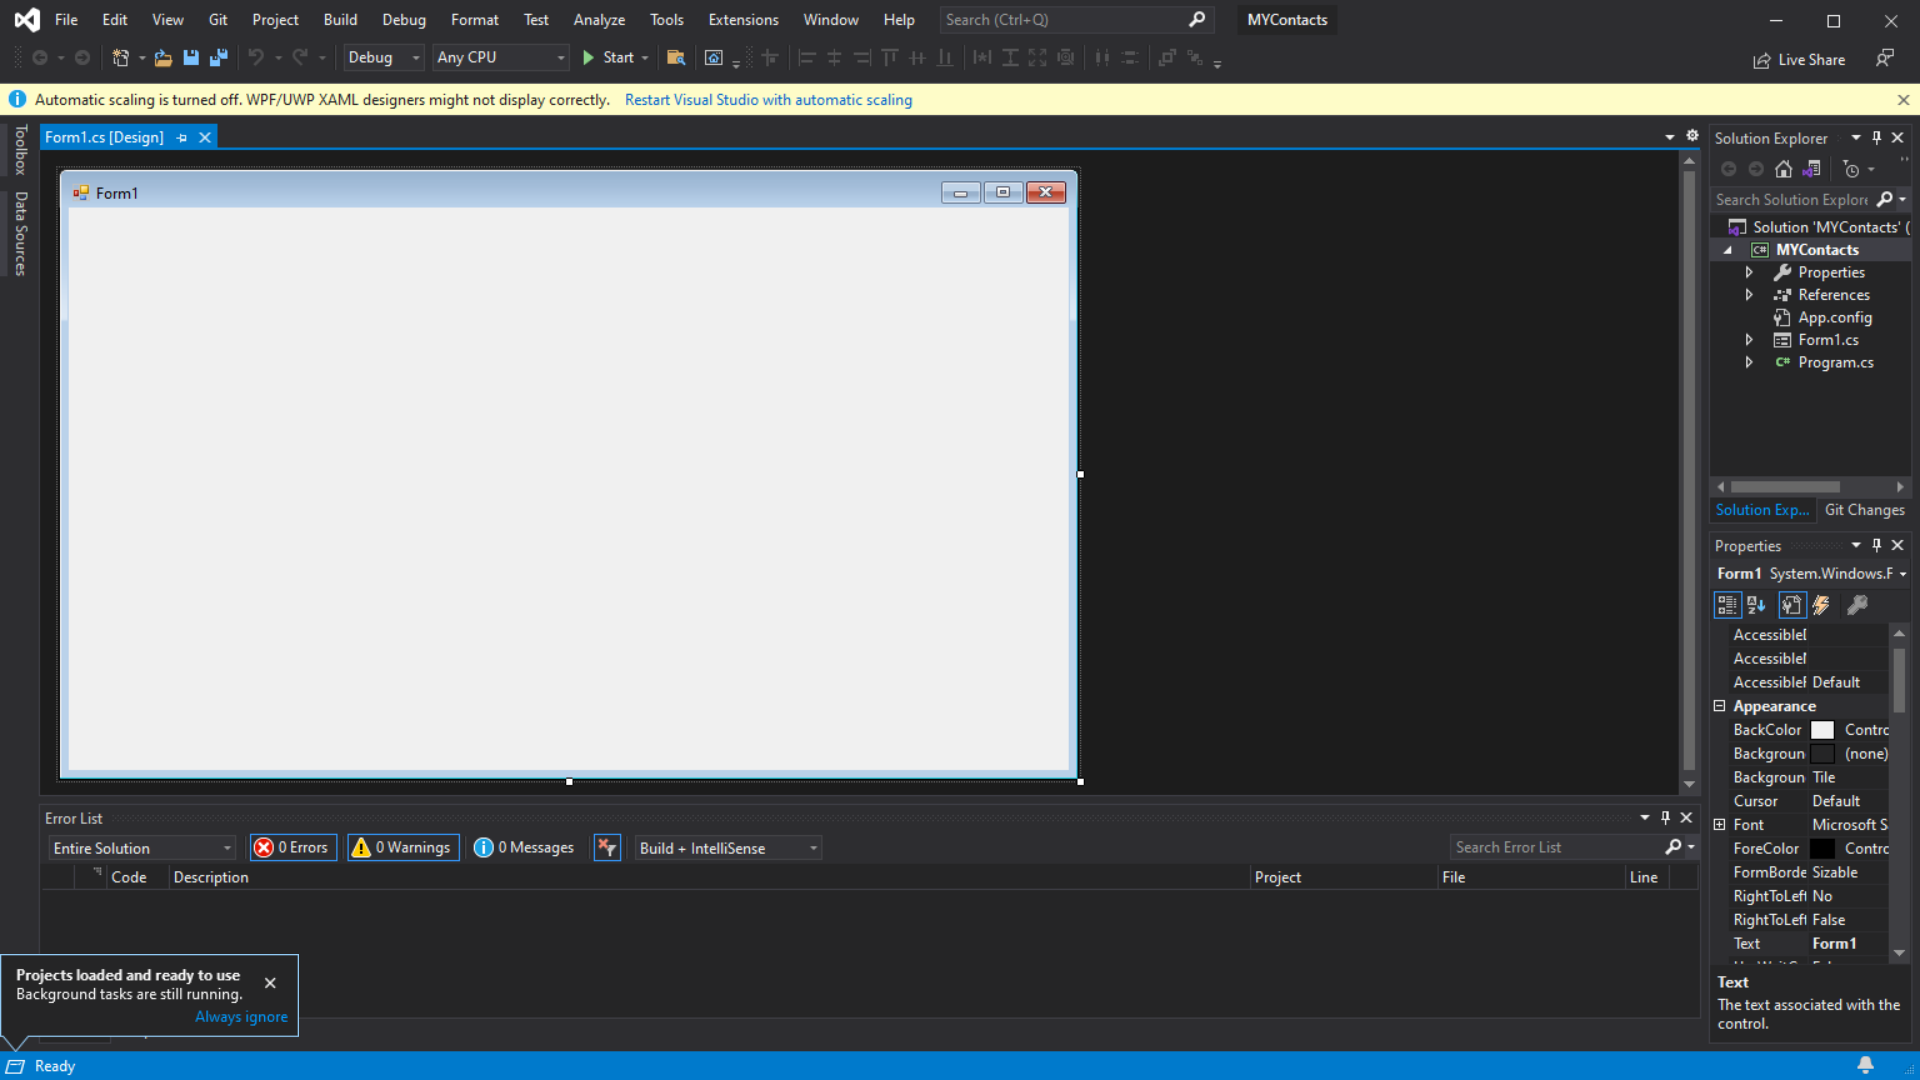 File Edit View Git Project Build Debug Format Test Analyze Tools Extensions Window Help Search (Ctrl+Q) MYContacts
Debug Any CPU Start Live Share
Automatic scaling is turned off. WPF/UWP XAML designers might not display correctly. Restart Visual Studio with automatic scaling
Toolbox
Data Sources
Form1.cs [Design]
Form1
Solution Explorer
Search Solution Explore
Solution 'MYContacts' (
C# MYContacts
Properties
References
App.config
Form1.cs
C# Program.cs
Solution Exp... Git Changes
Properties
Form1 System.Windows.F
Accessible
Accessible
Accessible Default
Appearance
BackColor Contro
Backgroun (none)
Backgroun Tile
Cursor Default
Font Microsoft S
ForeColor Contro
FormBorde Sizable
RightToLeft No
RightToLeft False
Text Form1
Text
The text associated with the
control.
Error List
Entire Solution 0 Errors 0 Warnings 0 Messages Build + IntelliSense Search Error List
Code Description Project File Line
Projects loaded and ready to use
Background tasks are still running.
Always ignore
Ready